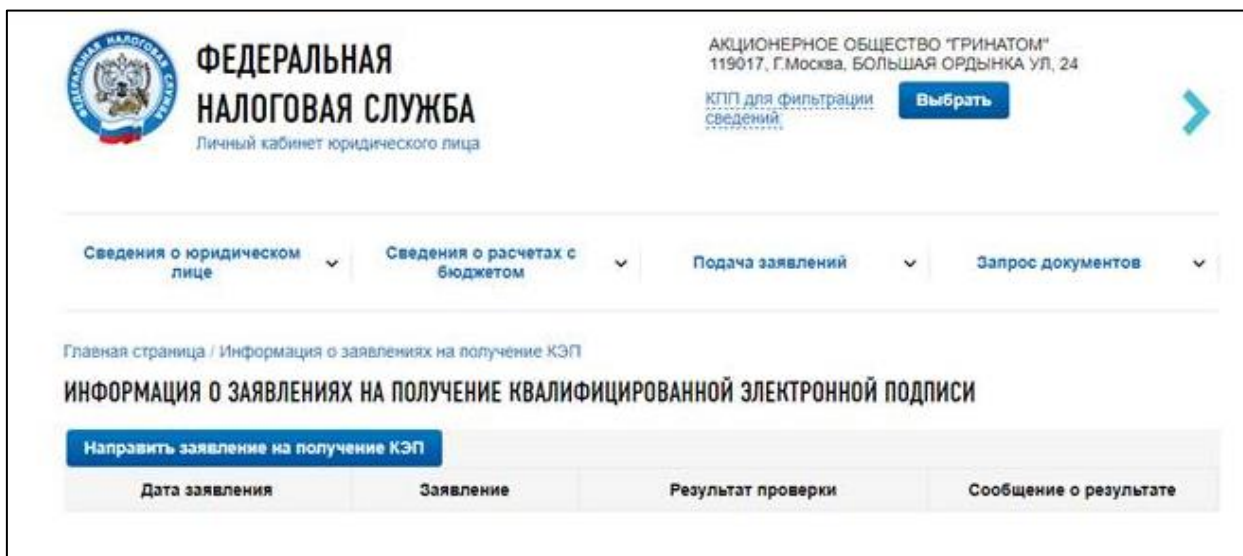 ФЕДЕРАЛЬНАЯ НАЛОГОВАЯ СЛУЖБА
ФЕДЕРАЛЬНАЯ
НАЛОГОВАЯ СЛУЖБА
Личный кабинет юридического лица
АКЦИОНЕРНОЕ ОБЩЕСТВО "ГРИНАТОМ"
119017, Г.Москва, БОЛЬШАЯ ОРДЫНКА УЛ, 24
КПП для фильтрации
сведений:
Выбрать
Сведения о юридическом
лице
Сведения о расчетах с
бюджетом
Подача заявлений
Запрос документов
Главная страница / Информация о заявлениях на получение КЭП
ИНФОРМАЦИЯ О ЗАЯВЛЕНИЯХ НА ПОЛУЧЕНИЕ КВАЛИФИЦИРОВАННОЙ ЭЛЕКТРОННОЙ ПОДПИСИ
Направить заявление на получение КЭП
Дата заявления Заявление Результат проверки Сообщение о результате